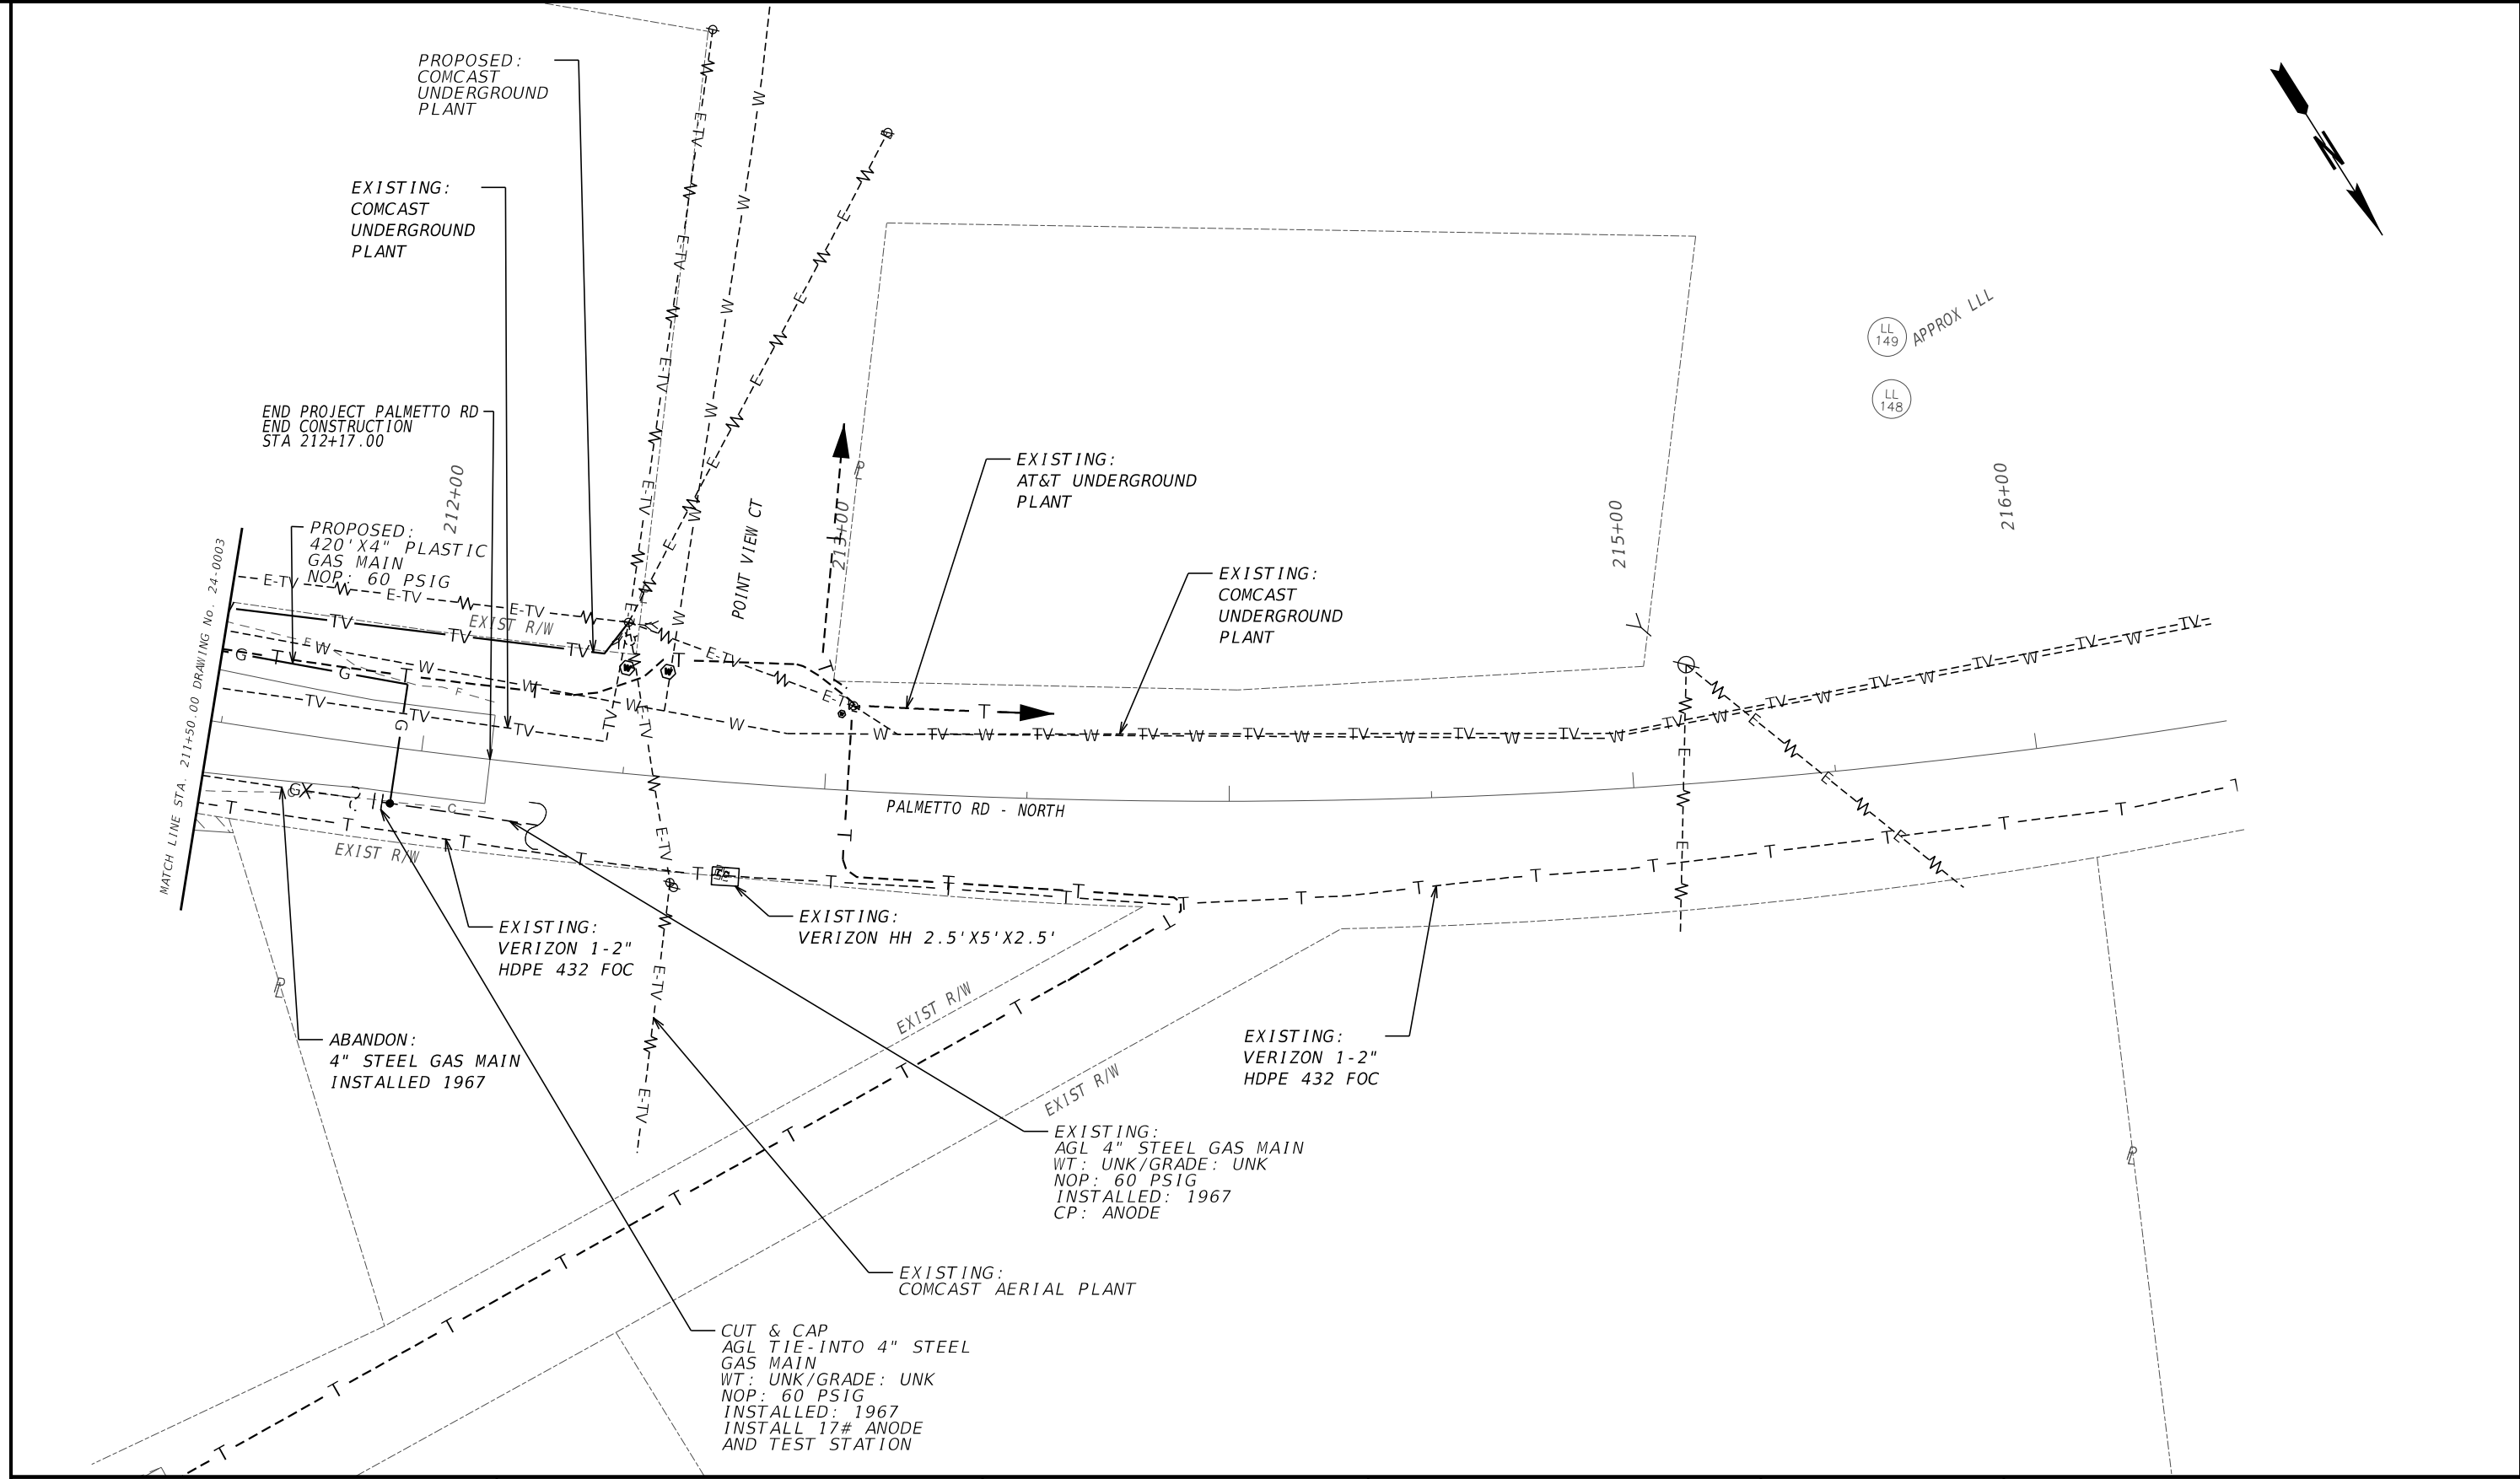 PROPOSED:
COMCAST
UNDERGROUND
PLANT
EXISTING:
COMCAST
UNDERGROUND
PLANT
N
LL
149
APPROX LLL
LL
148
END PROJECT PALMETTO RD
END CONSTRUCTION
STA 212+17.00
212+00
PROPOSED:
420'X4" PLASTIC
GAS MAIN
NOP: 60 PSIG
POINT VIEW CT
213+00
EXISTING:
AT&T UNDERGROUND
PLANT
EXISTING:
COMCAST
UNDERGROUND
PLANT
215+00
216+00
MATCH LINE STA. 211+50.00 DRAWING No. 24-0003
EXIST R/W
PALMETTO RD - NORTH
EXIST R/W
EXISTING:
VERIZON 1-2"
HDPE 432 FOC
EXISTING:
VERIZON HH 2.5'X5'X2.5'
EXIST R/W
EXIST R/W
ABANDON:
4" STEEL GAS MAIN
INSTALLED 1967
EXISTING:
VERIZON 1-2"
HDPE 432 FOC
EXISTING:
AGL 4" STEEL GAS MAIN
WT: UNK/GRADE: UNK
NOP: 60 PSIG
INSTALLED: 1967
CP: ANODE
EXISTING:
COMCAST AERIAL PLANT
CUT & CAP
AGL TIE-INTO 4" STEEL
GAS MAIN
WT: UNK/GRADE: UNK
NOP: 60 PSIG
INSTALLED: 1967
INSTALL 17# ANODE
AND TEST STATION